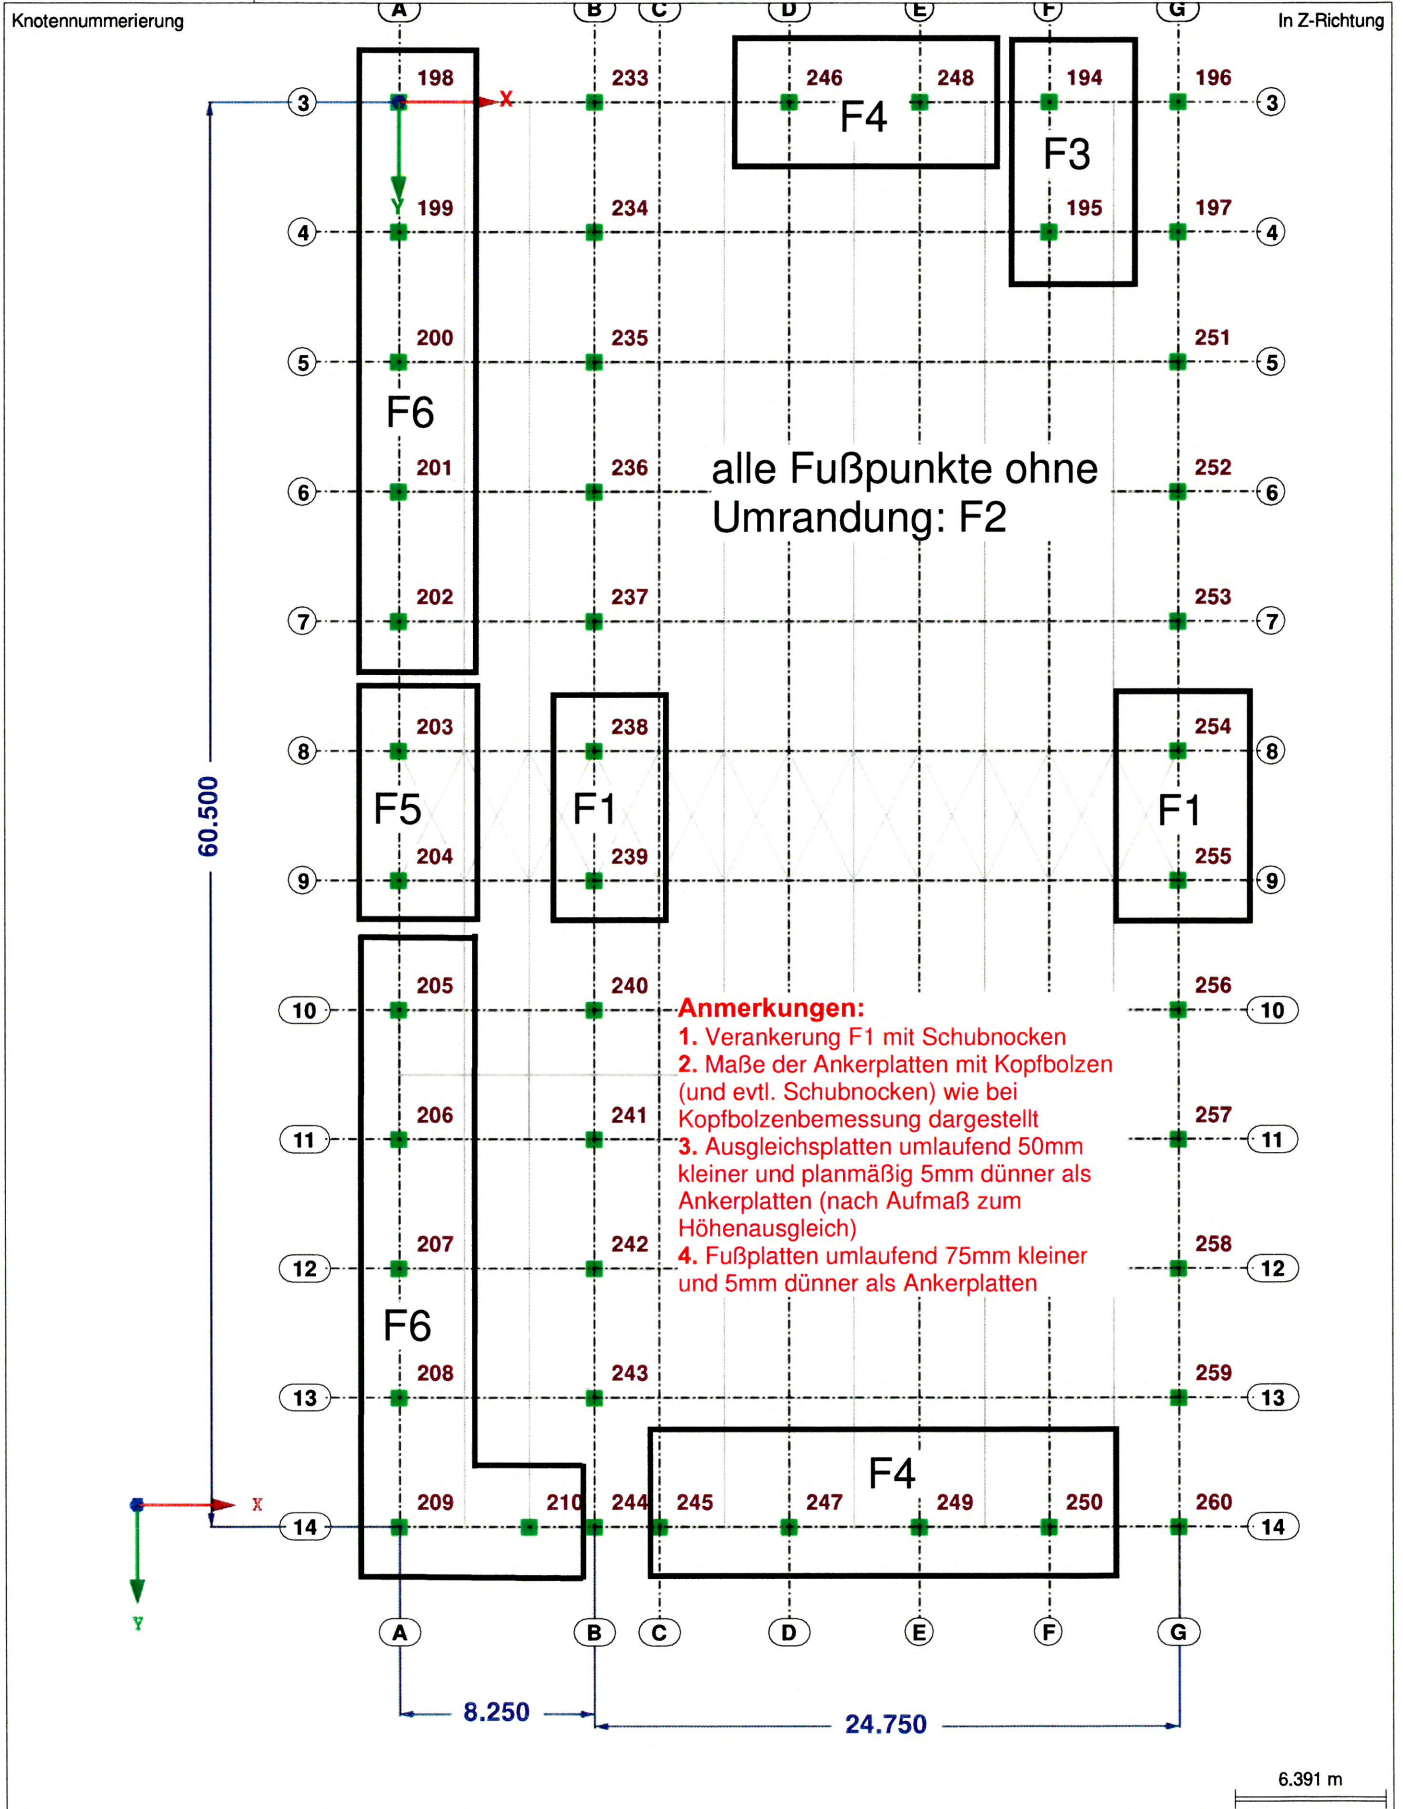 Knotennummerierung
In Z-Richtung
A B C D E F G
198 233 246 248 194 196
3 X 3
F4
F3
Y
199 234 195 197
4 4
200 235 251
5 5
F6
alle Fußpunkte ohne
Umrandung: F2
201 236 252
6 6
202 237 253
7 7
203 238 254
8 8
F5 F1 F1
60.500
204 239 255
9 9
205 240 256
10 10
Anmerkungen:
1. Verankerung F1 mit Schubnocken
2. Maße der Ankerplatten mit Kopfbolzen
(und evtl. Schubnocken) wie bei
Kopfbolzenbemessung dargestellt
3. Ausgleichsplatten umlaufend 50mm
kleiner und planmäßig 5mm dünner als
Ankerplatten (nach Aufmaß zum
Höhenausgleich)
4. Fußplatten umlaufend 75mm kleiner
und 5mm dünner als Ankerplatten
206 241 257
11 11
207 242 258
12 12
F6
208 243 259
13 13
F4
209 210 244 245 247 249 250 260
X
14 14
Y
A B C D E F G
8.250
24.750
6.391 m